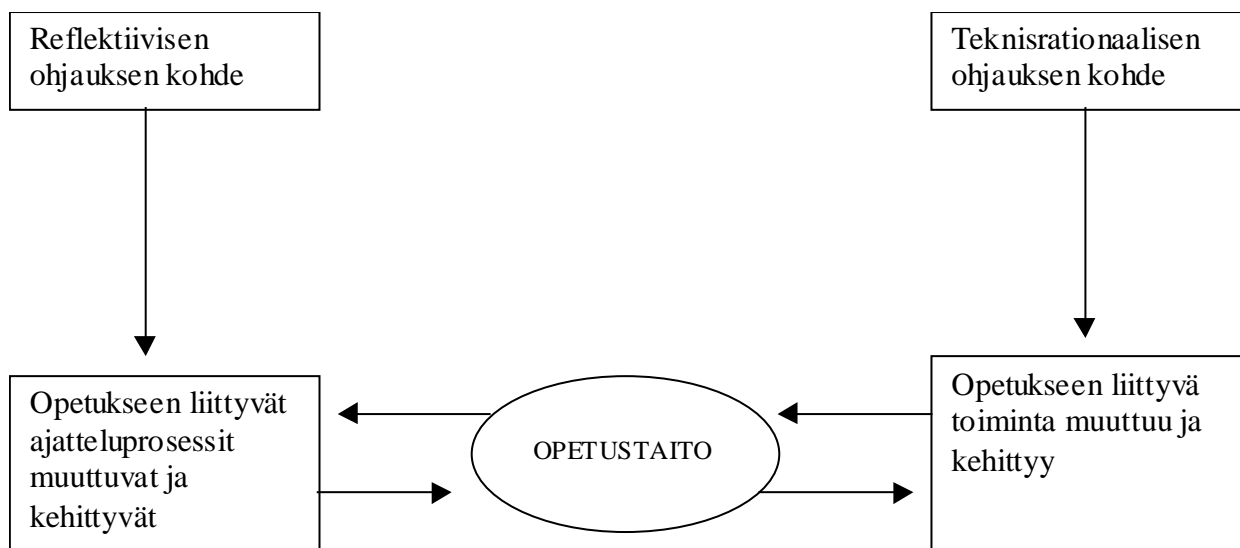 Reflektiivisen
ohjauksen kohde
Teknisrationaalisen
ohjauksen kohde
Opetukseen liittyvät
ajatteluprosessit
muuttuvat ja
kehittyvät
OPETUSTAITO
Opetukseen liittyvä
toiminta muuttuu ja
kehittyy